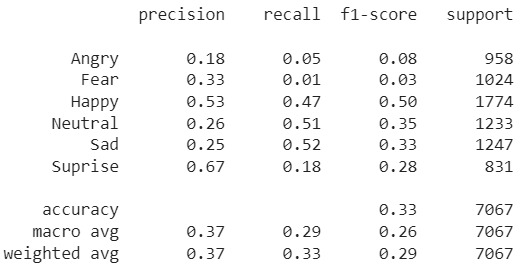 precision recall f1-score support
Angry 0.18 0.05 0.08 958
Fear 0.33 0.01 0.03 1024
Happy 0.53 0.47 0.50 1774
Neutral 0.26 0.51 0.35 1233
Sad 0.25 0.52 0.33 1247
Suprise 0.67 0.18 0.28 831
accuracy 0.33 7067
macro avg 0.37 0.29 0.26 7067
weighted avg 0.37 0.33 0.29 7067